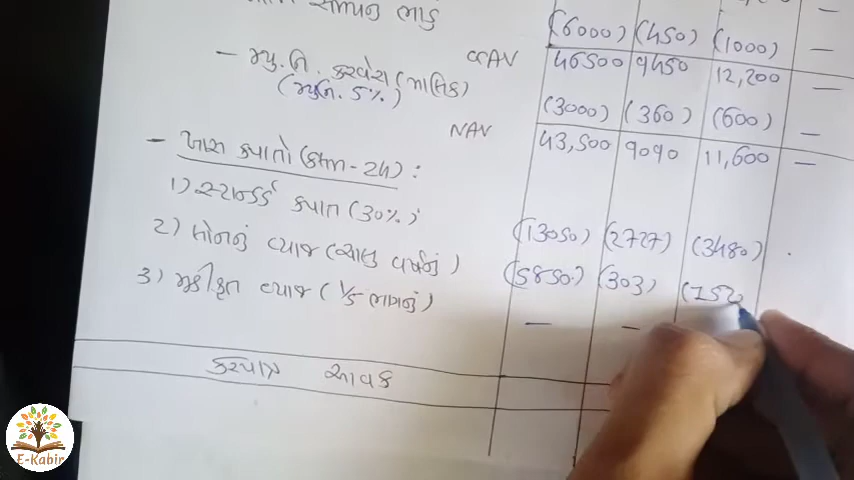 ભાડું
(6000) (450) (1000) –
GAV 46500 9450 12,200 –
– મ્યુ. નિ. કરવેરા (માલિક)
(મ્યુનિ. 5%)
(3000) (360) (600) –
NAV 43,500 9090 11,600 –
– ખાસ કપાતો (કલમ-24) :
1) સ્ટાન્ડર્ડ કપાત (30%) (13050) (2727) (3480)
2) લોનનું વ્યાજ (ચાલુ વર્ષનું) (5850) (303)
3) મુદ્દીકૃત વ્યાજ (1/5 ભાગનું) – –
કરપાત્ર આવક
E-Kabir